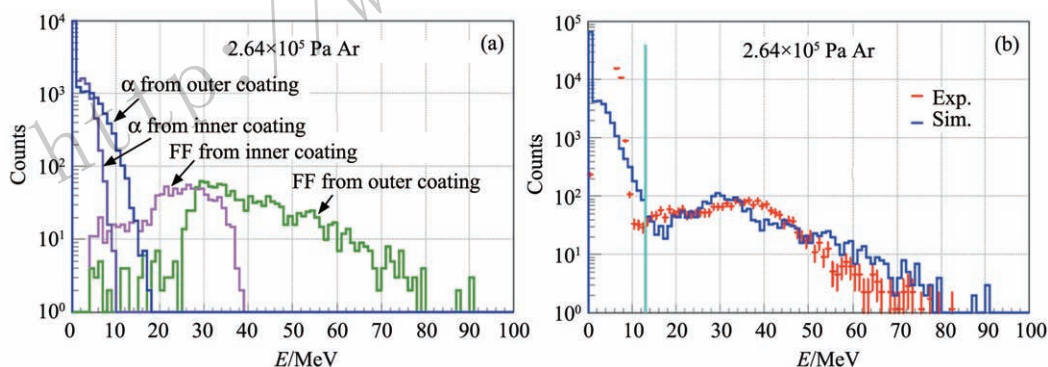 2.64×10⁵ Pa Ar
(a)
α from outer coating
α from inner coating
FF from inner coating
FF from outer coating
Counts
10⁴
10³
10²
10¹
10⁰
0 10 20 30 40 50 60 70 80 90 100
E/MeV
2.64×10⁵ Pa Ar
(b)
Exp.
Sim.
Counts
10⁵
10⁴
10³
10²
10¹
10⁰
0 10 20 30 40 50 60 70 80 90 100
E/MeV
http://w